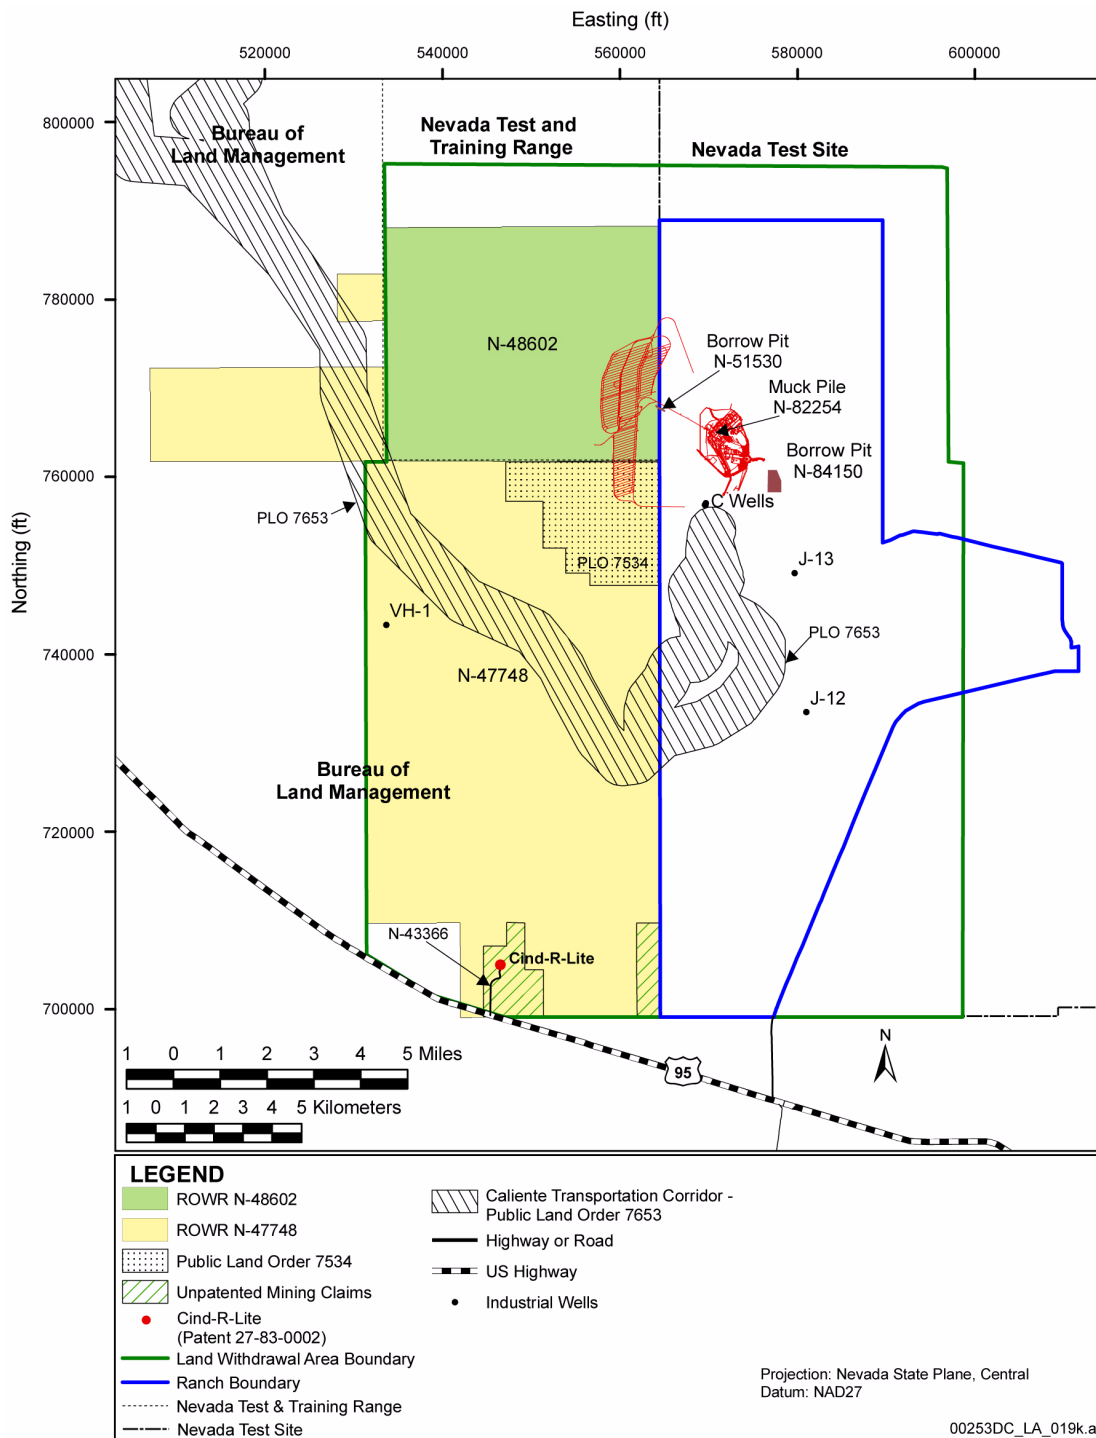 Easting (ft)
520000
540000
560000
580000
600000
Northing (ft)
800000
780000
760000
740000
720000
700000
Bureau of
Land Management
Nevada Test and
Training Range
Nevada Test Site
N-48602
Borrow Pit
N-51530
Muck Pile
N-82254
Borrow Pit
N-84150
C Wells
PLO 7653
PLO 7534
J-13
VH-1
PLO 7653
N-47748
J-12
Bureau of
Land Management
N-43366
Cind-R-Lite
N
95
1 0 1 2 3 4 5 Miles
1 0 1 2 3 4 5 Kilometers
LEGEND
ROWR N-48602
ROWR N-47748
Public Land Order 7534
Unpatented Mining Claims
Cind-R-Lite
(Patent 27-83-0002)
Land Withdrawal Area Boundary
Ranch Boundary
Nevada Test & Training Range
Nevada Test Site
Caliente Transportation Corridor -
Public Land Order 7653
Highway or Road
US Highway
Industrial Wells
Projection: Nevada State Plane, Central
Datum: NAD27
00253DC_LA_019k.a